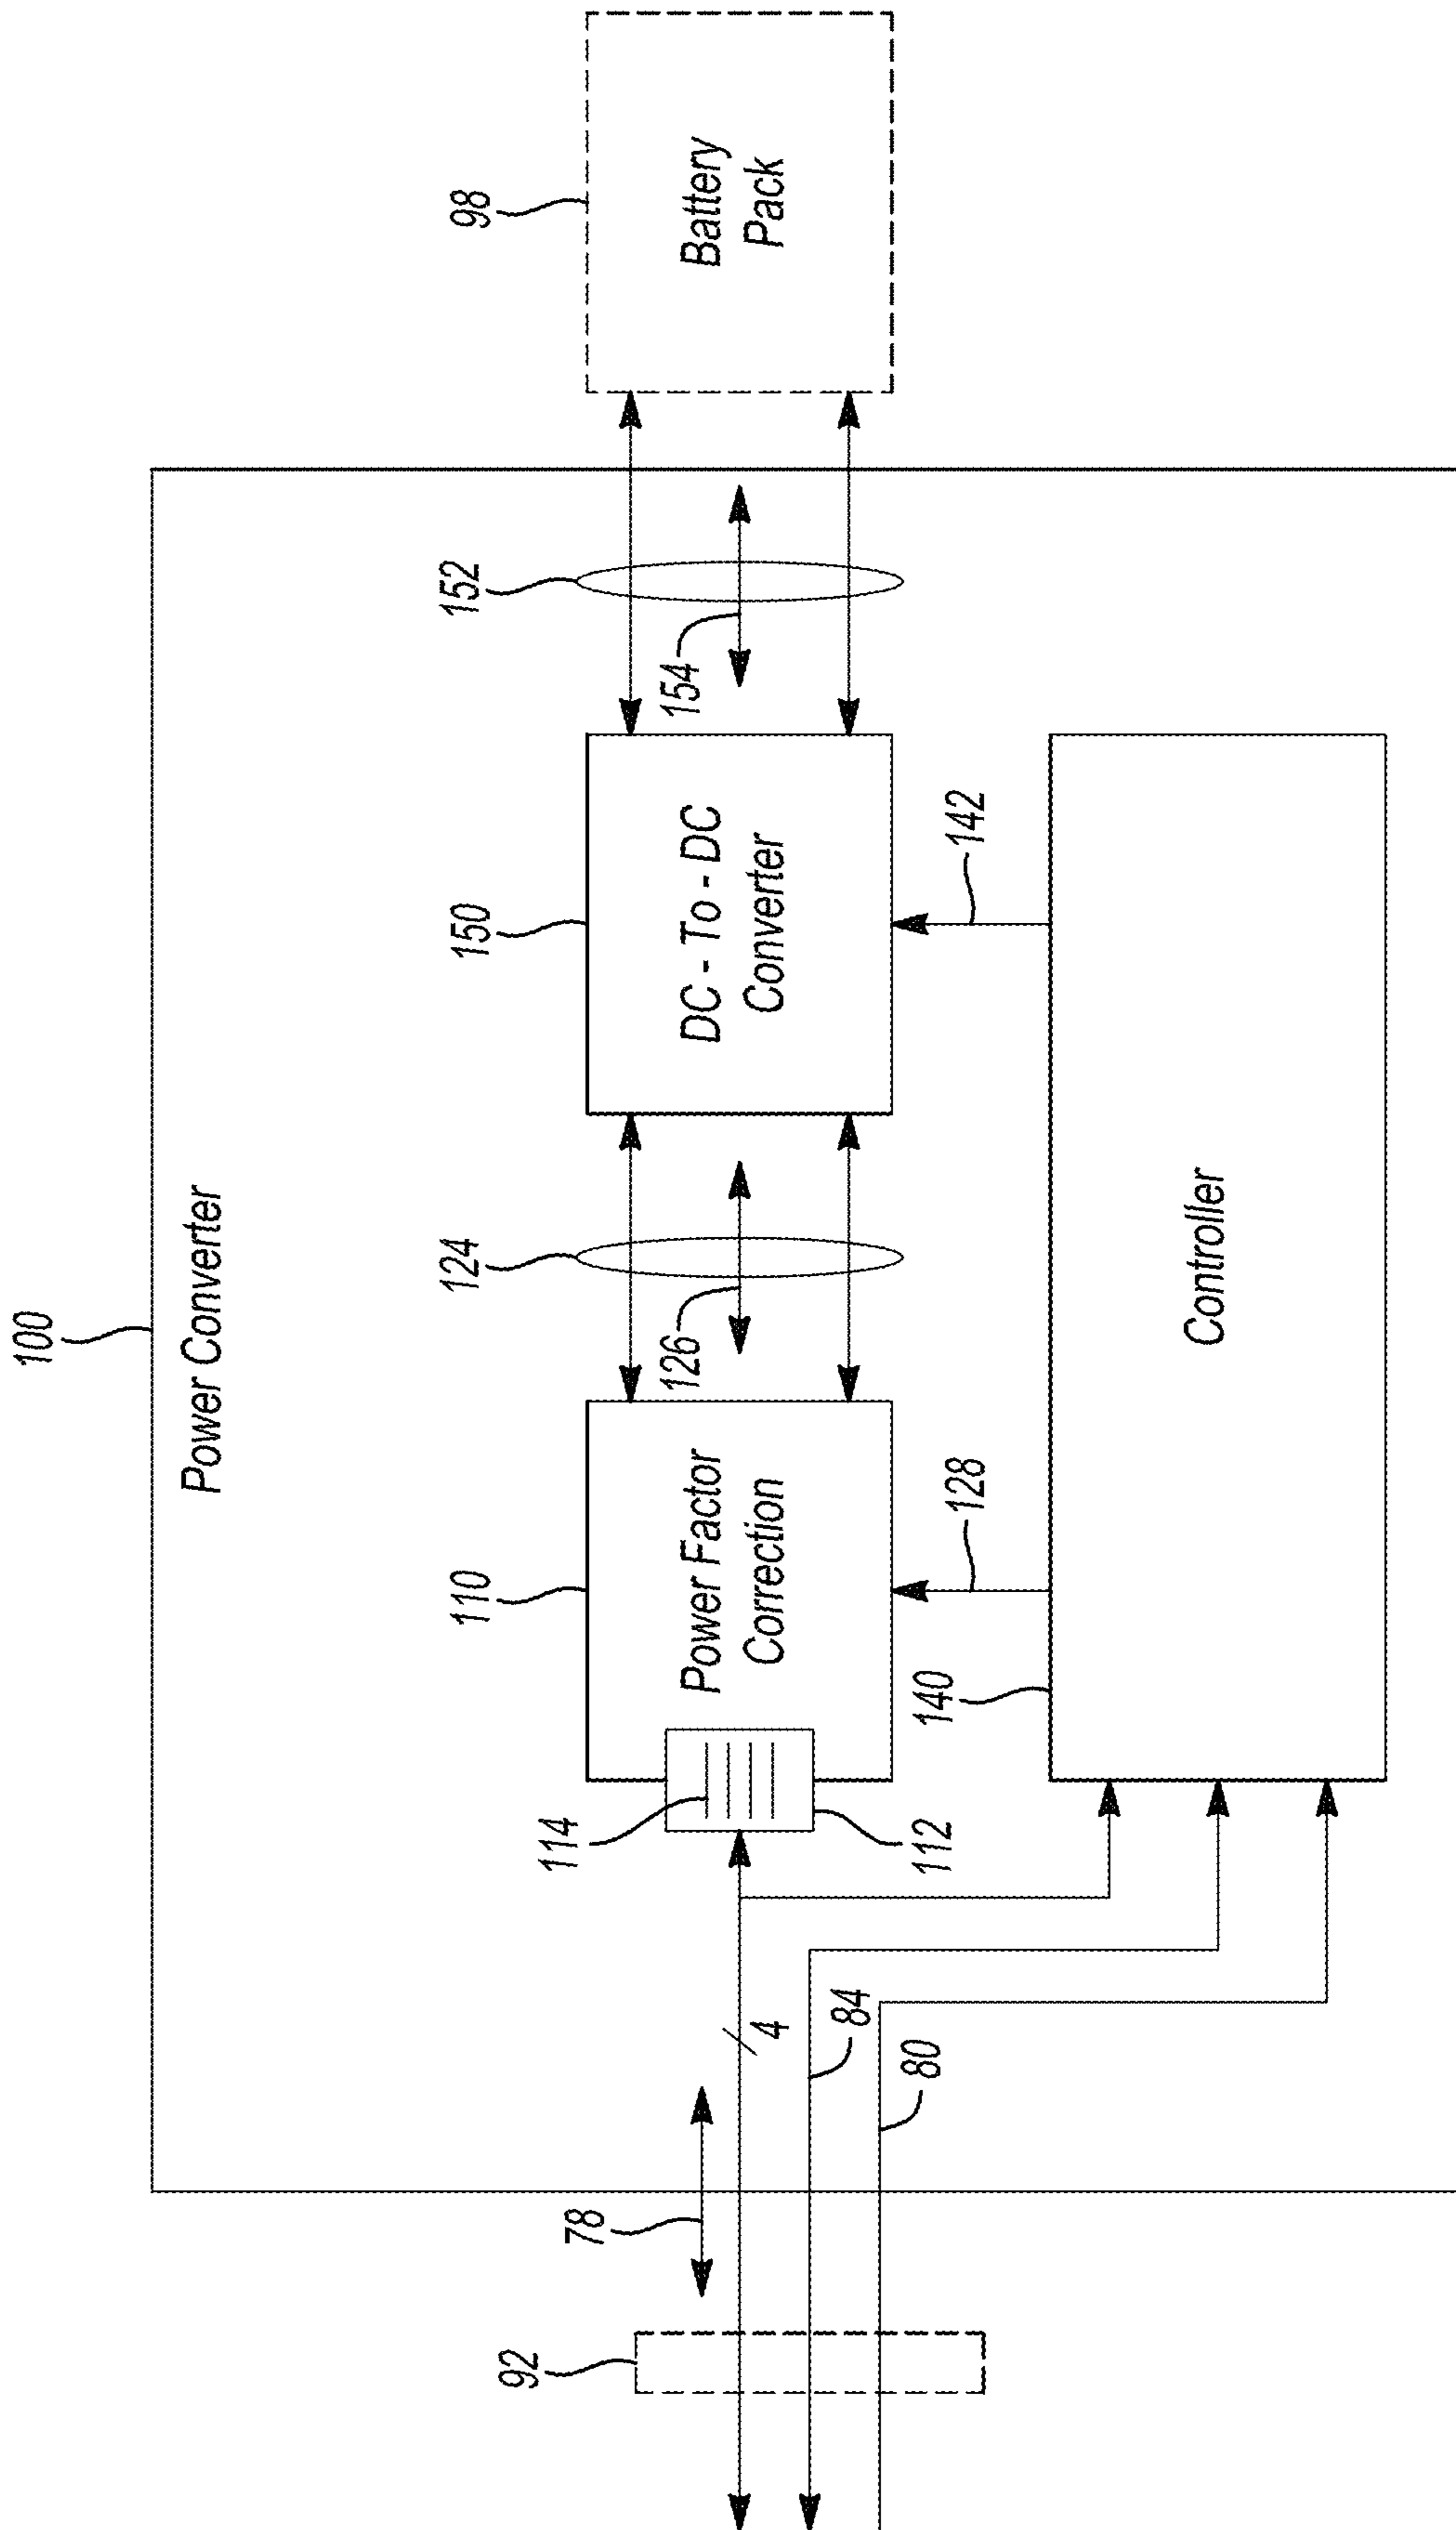 100
Power Converter
98
152
150
124
110
114
78
92
Battery
Pack
154
DC - To - DC
Converter
126
Power Factor
Correction
112
4
84
80
142
128
140
Controller